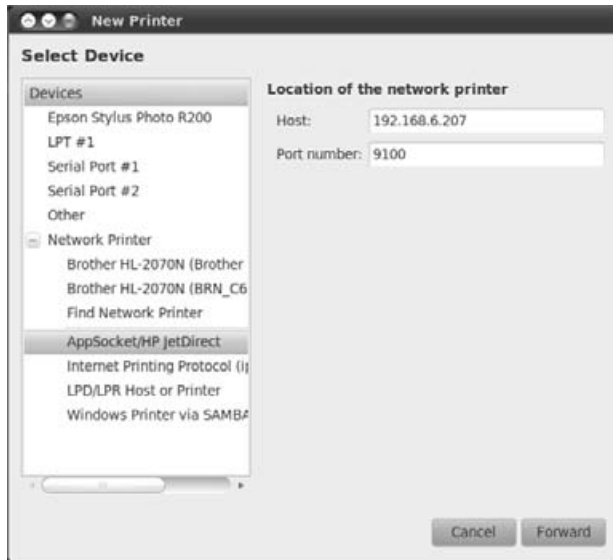 New Printer
Select Device
Devices
Epson Stylus Photo R200
LPT #1
Serial Port #1
Serial Port #2
Other
Network Printer
Brother HL-2070N (Brother
Brother HL-2070N (BRN_C6
Find Network Printer
AppSocket/HP JetDirect
Internet Printing Protocol (i
LPD/LPR Host or Printer
Windows Printer via SAMBA
Location of the network printer
Host: 192.168.6.207
Port number: 9100
Cancel Forward